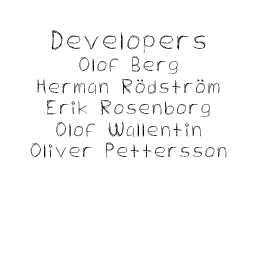 Developers
Olof Berg
Herman Rödström
Erik Rosenborg
Olof Wallentin
Oliver Pettersson